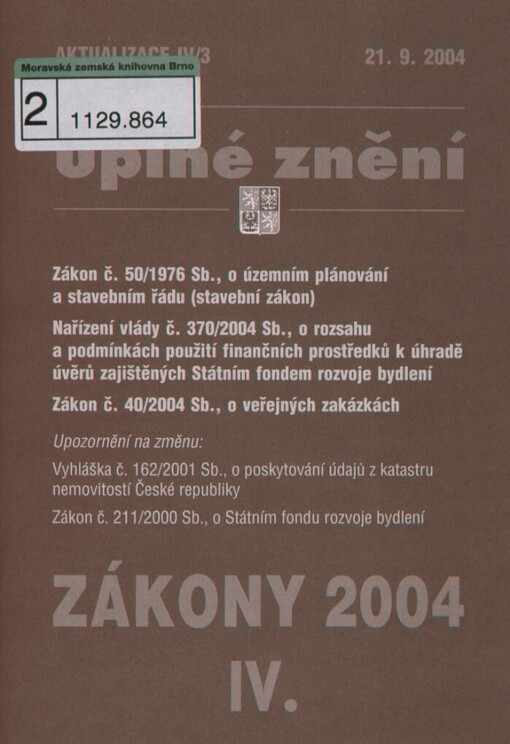 AKTUALIZACE IV/3
21. 9. 2004
Moravská zemská knihovna Brno
2
1129.864
Úplné znění
Zákon č. 50/1976 Sb., o územním plánování
a stavebním řádu (stavební zákon)
Nařízení vlády č. 370/2004 Sb., o rozsahu
a podmínkách použití finančních prostředků k úhradě
úvěrů zajištěných Státním fondem rozvoje bydlení
Zákon č. 40/2004 Sb., o veřejných zakázkách
Upozornění na změnu:
Vyhláška č. 162/2001 Sb., o poskytování údajů z katastru
nemovitostí České republiky
Zákon č. 211/2000 Sb., o Státním fondu rozvoje bydlení
ZÁKONY 2004
IV.